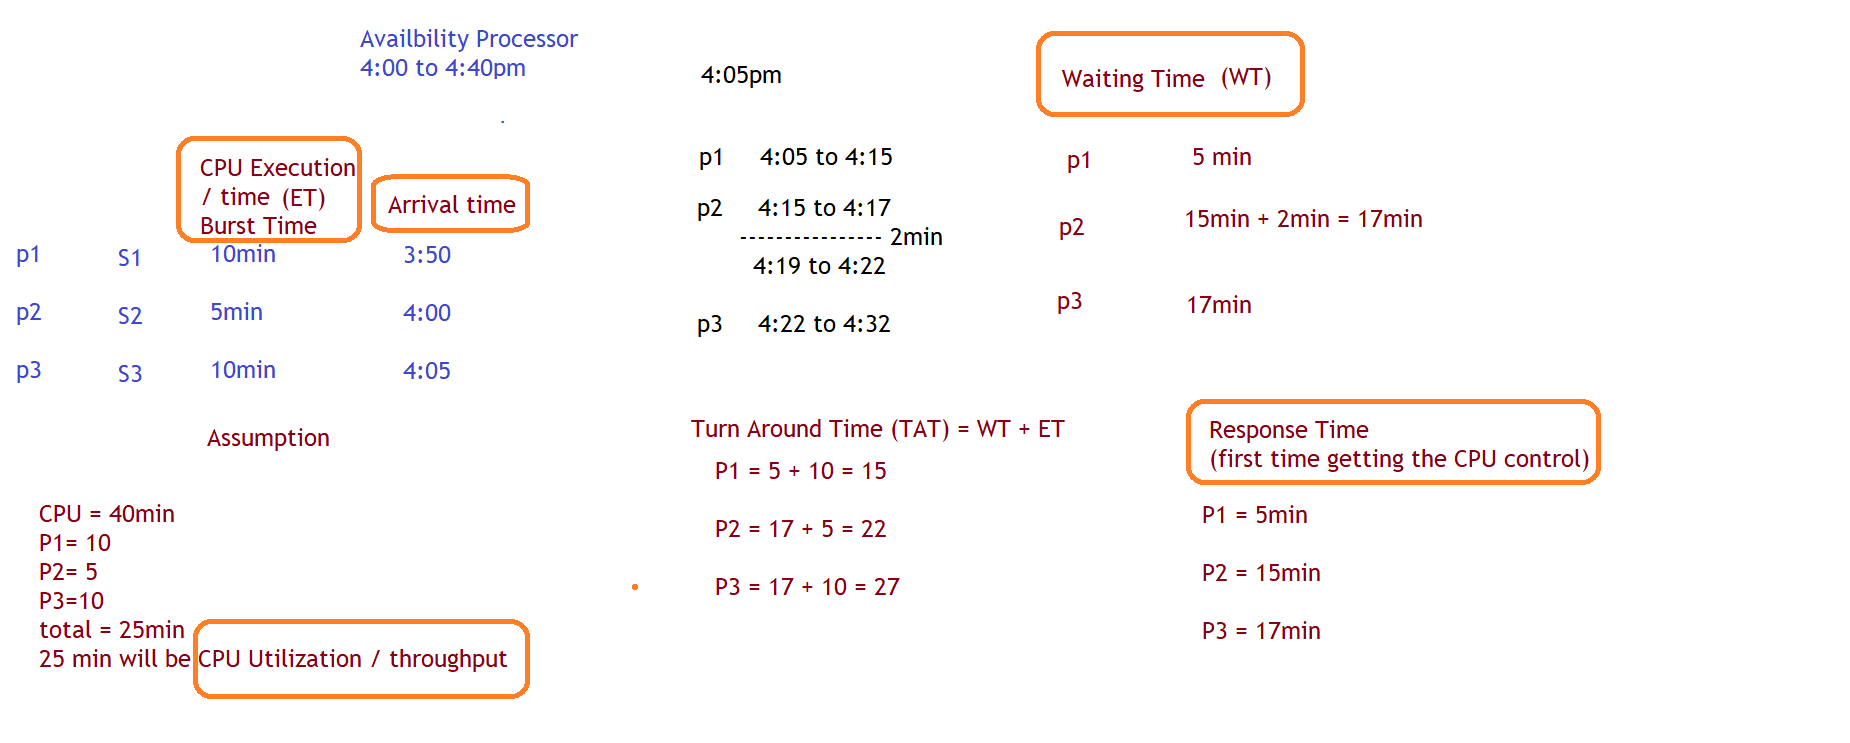 Availbility Processor
4:00 to 4:40pm
CPU Execution
/ time (ET)
Burst Time
Arrival time
p1 S1 10min 3:50
p2 S2 5min 4:00
p3 S3 10min 4:05
Assumption
CPU = 40min
P1= 10
P2= 5
P3=10
total = 25min
25 min will be CPU Utilization / throughput
4:05pm
p1 4:05 to 4:15
p2 4:15 to 4:17
---------------- 2min
4:19 to 4:22
p3 4:22 to 4:32
Waiting Time (WT)
p1 5 min
p2 15min + 2min = 17min
p3 17min
Turn Around Time (TAT) = WT + ET
P1 = 5 + 10 = 15
P2 = 17 + 5 = 22
P3 = 17 + 10 = 27
Response Time
(first time getting the CPU control)
P1 = 5min
P2 = 15min
P3 = 17min